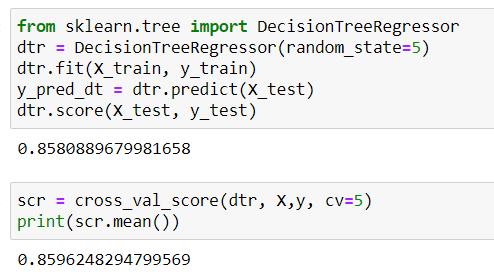 from sklearn.tree import DecisionTreeRegressor
dtr = DecisionTreeRegressor(random_state=5)
dtr.fit(X_train, y_train)
y_pred_dt = dtr.predict(X_test)
dtr.score(X_test, y_test)
0.8580889679981658
scr = cross_val_score(dtr, X,y, cv=5)
print(scr.mean())
0.8596248294799569